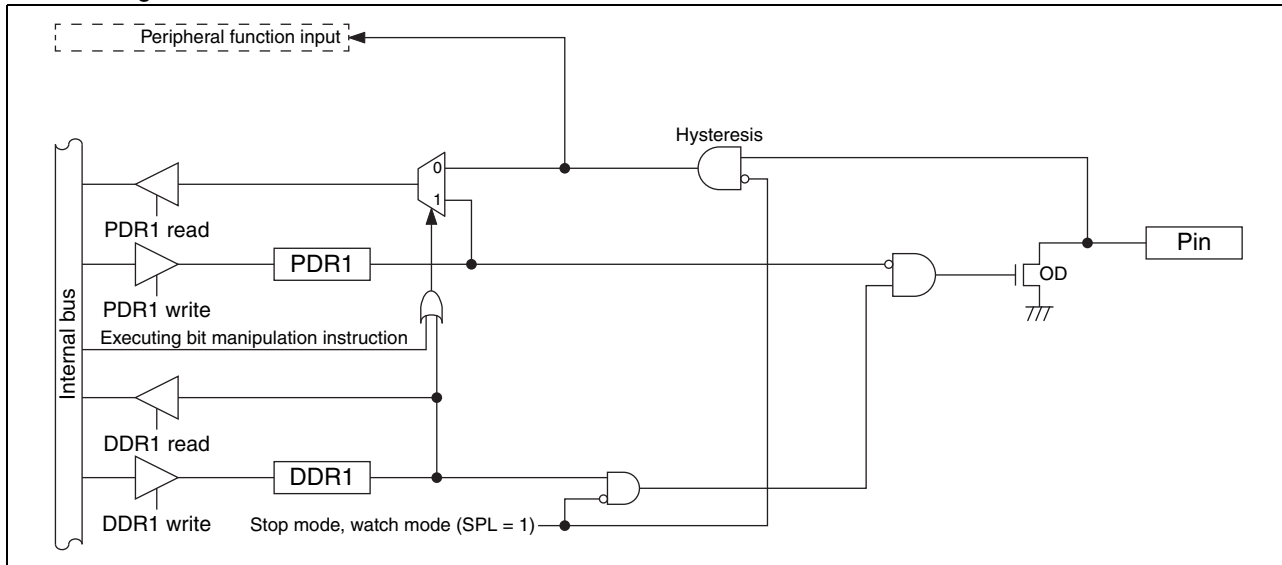 Peripheral function input
Hysteresis
0
1
PDR1 read
Pin
PDR1
OD
PDR1 write
Internal bus
Executing bit manipulation instruction
DDR1 read
DDR1
DDR1 write
Stop mode, watch mode (SPL = 1)